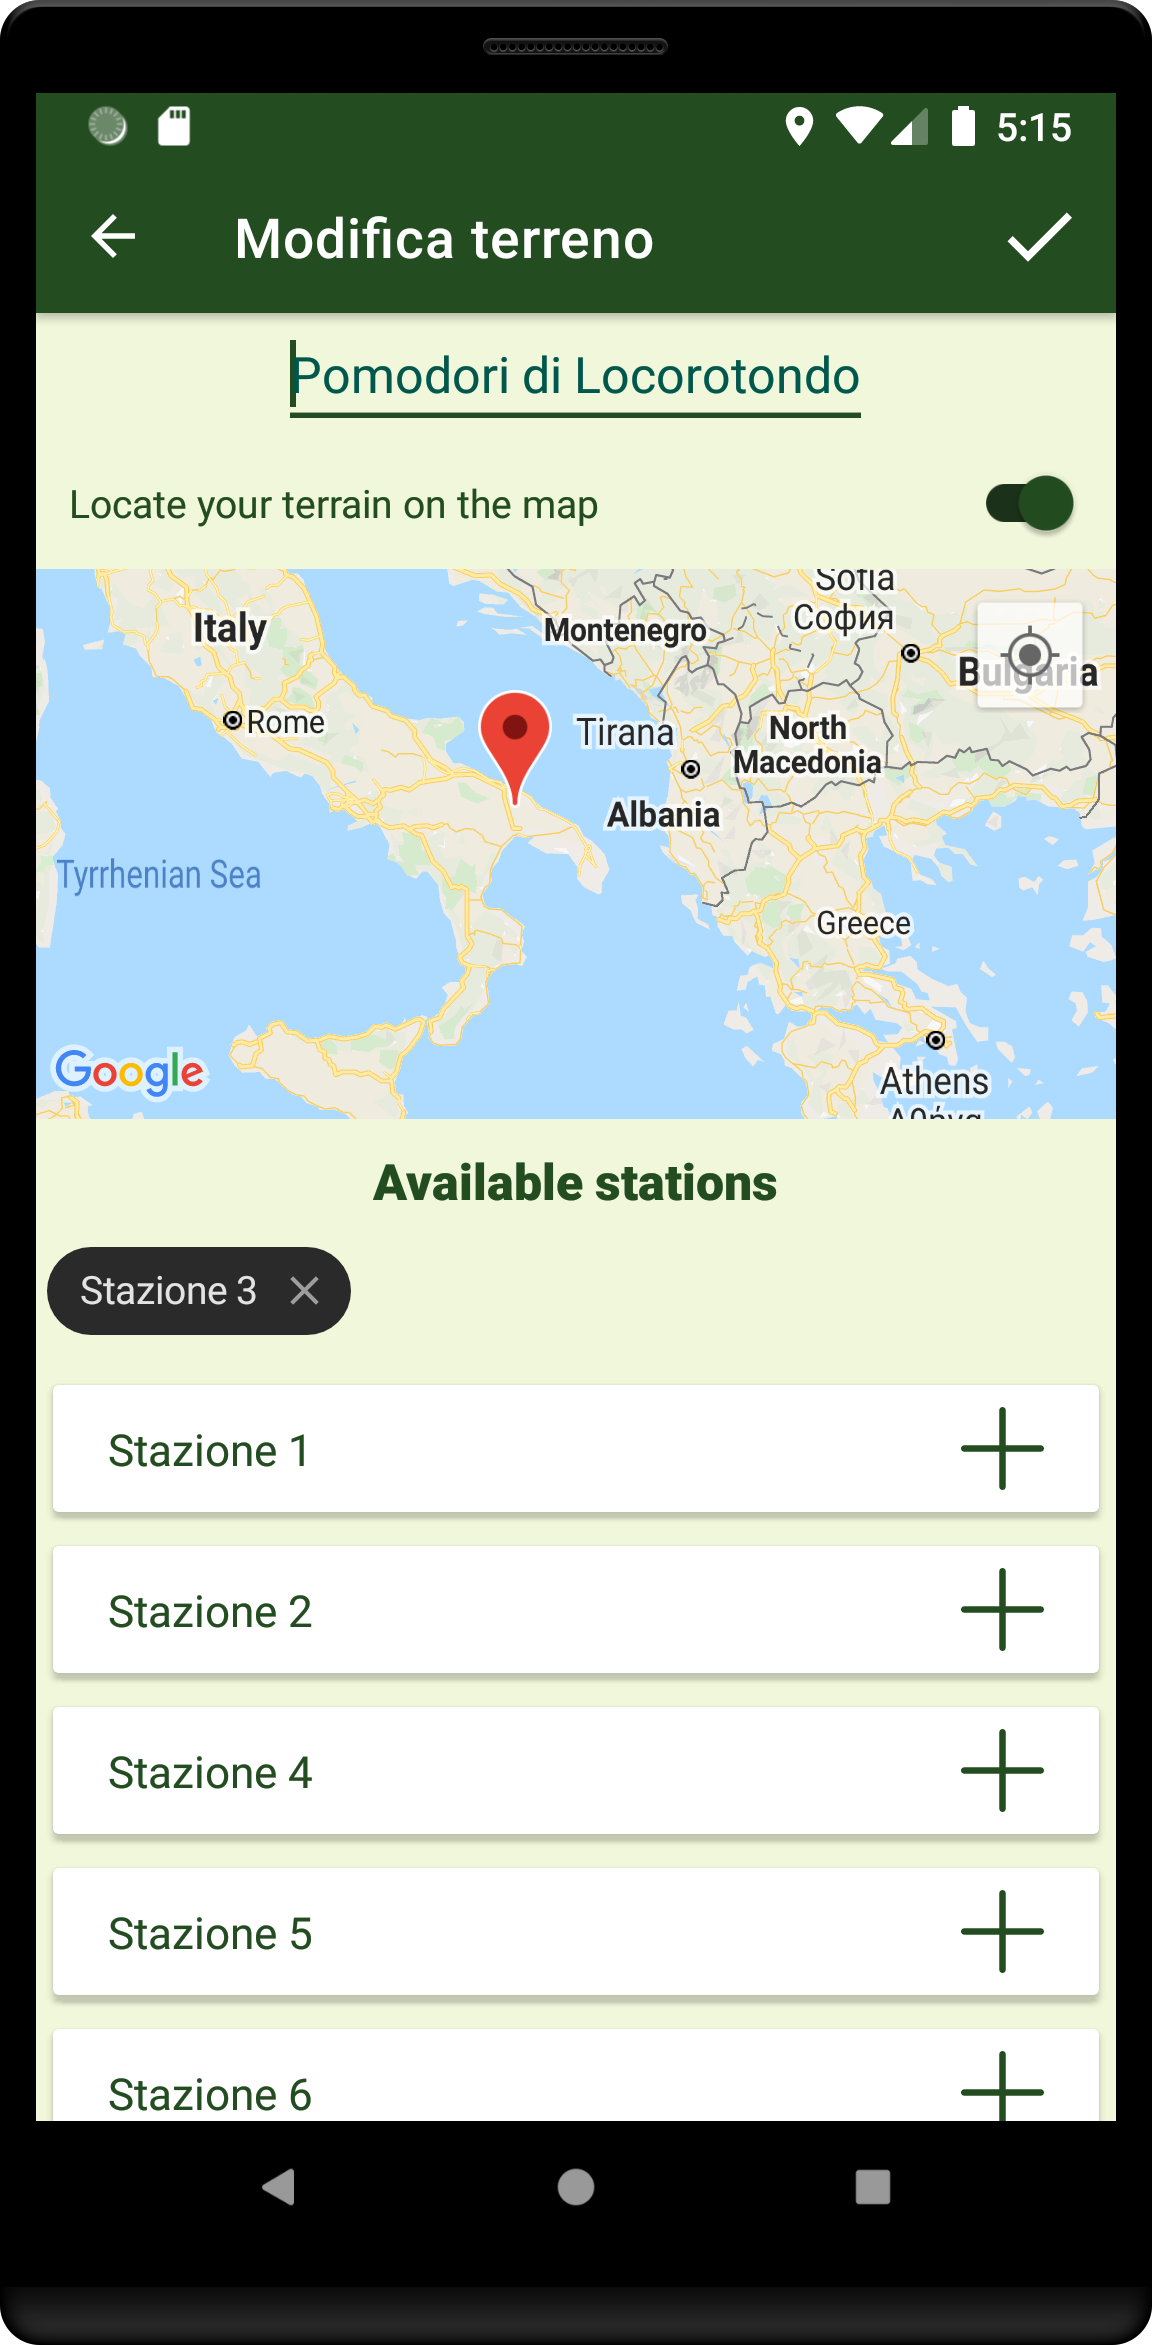 5:15
Modifica terreno
Pomodori di Locorotondo
Locate your terrain on the map
Sofia
София
Italy
Montenegro
Bulgaria
Rome
Tirana
North
Macedonia
Albania
Tyrrhenian Sea
Greece
Google
Athens
Αθήνα
Available stations
Stazione 3
Stazione 1
Stazione 2
Stazione 4
Stazione 5
Stazione 6